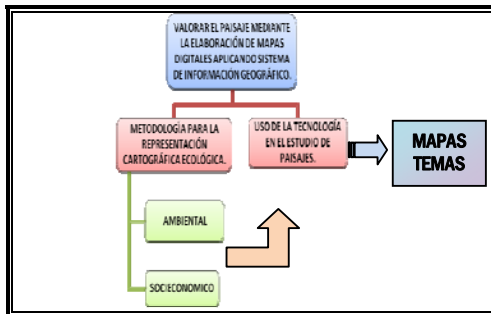 VALORAR EL PAISAJE MEDIANTE
LA ELABORACIÓN DE MAPAS
DIGITALES APLICANDO SISTEMA
DE INFORMACIÓN GEOGRÁFICO.
METODOLOGÍA PARA LA
REPRESENTACIÓN
CARTOGRÁFICA ECOLÓGICA.
USO DE LA TECNOLOGÍA
EN EL ESTUDIO DE
PAISAJES.
MAPAS
TEMAS
AMBIENTAL
SOCIECONOMICO